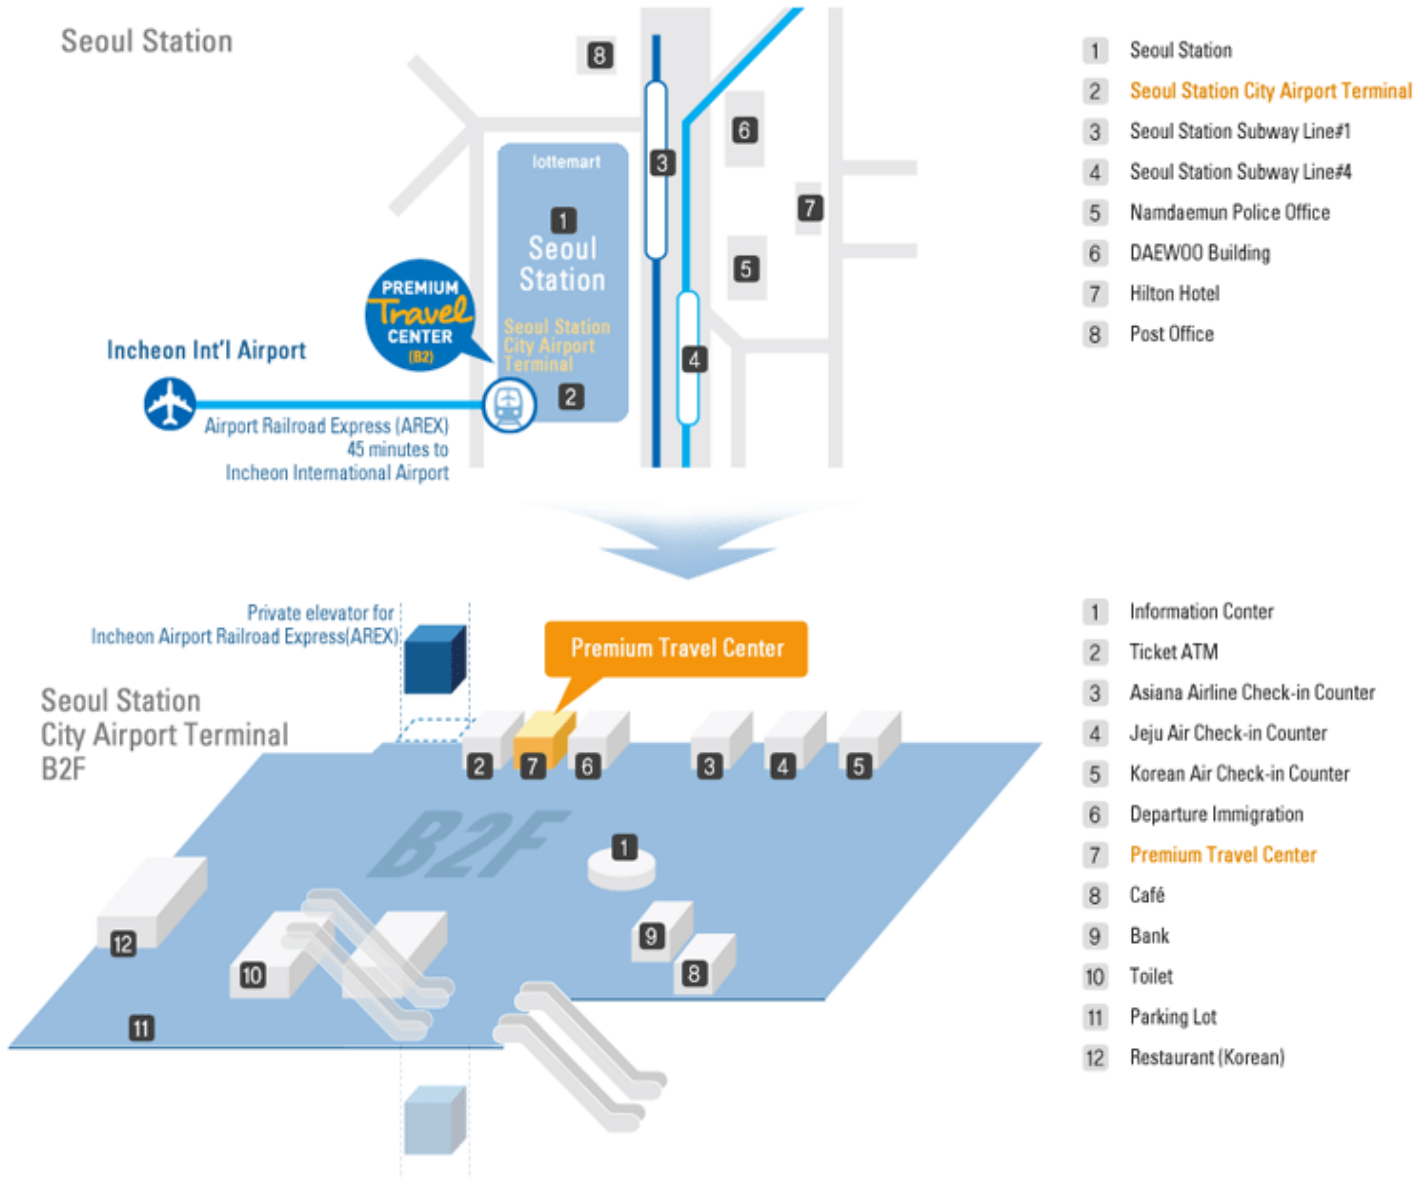 Seoul Station
8
6
3
lottemart
7
1
Seoul
Station
5
PREMIUM
Travel
CENTER
(B2)
Seoul Station
City Airport
Terminal
4
2
Incheon Int'l Airport
Airport Railroad Express (AREX)
45 minutes to
Incheon International Airport
1 Seoul Station
2 Seoul Station City Airport Terminal
3 Seoul Station Subway Line#1
4 Seoul Station Subway Line#4
5 Namdaemun Police Office
6 DAEWOO Building
7 Hilton Hotel
8 Post Office
Private elevator for
Incheon Airport Railroad Express(AREX)
Premium Travel Center
Seoul Station
City Airport Terminal
B2F
2
7
6
3
4
5
B2F
1
12
9
10
8
11
1 Information Conter
2 Ticket ATM
3 Asiana Airline Check-in Counter
4 Jeju Air Check-in Counter
5 Korean Air Check-in Counter
6 Departure Immigration
7 Premium Travel Center
8 Café
9 Bank
10 Toilet
11 Parking Lot
12 Restaurant (Korean)